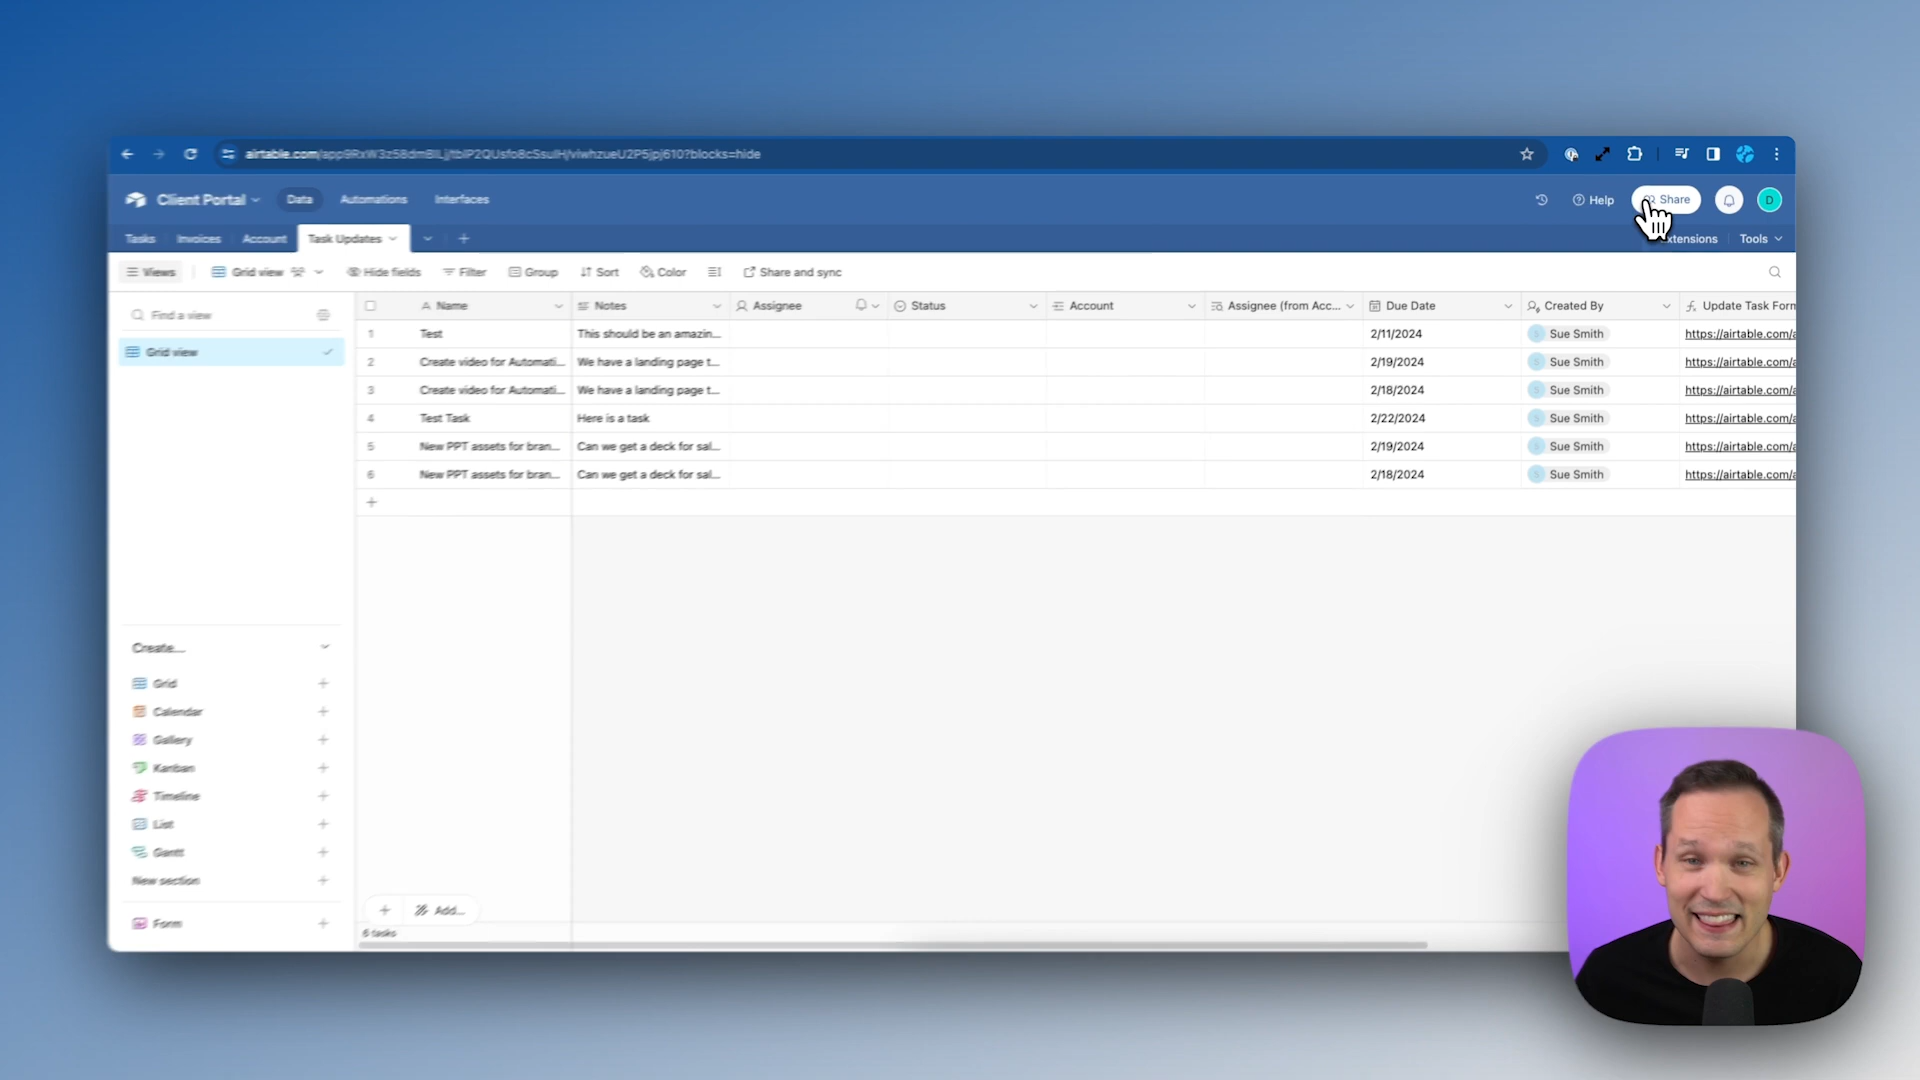 airtable.com/app9RxW3z58dmBlLj/tblP2QUsfo8cSsulH/viwhzueU2P5jpj610?blocks=hide
Client Portal Data Automations Interfaces Help Share D
Tasks Invoices Account Task Updates Extensions Tools
Views Grid view Hide fields Filter Group Sort Color Share and sync
Find a view
Grid view
Name Notes Assignee Status Account Assignee (from Acc... Due Date Created By Update Task Form
1 Test This should be an amazin... 2/11/2024 Sue Smith https://airtable.com/a
2 Create video for Automati... We have a landing page t... 2/19/2024 Sue Smith https://airtable.com/a
3 Create video for Automati... We have a landing page t... 2/18/2024 Sue Smith https://airtable.com/a
4 Test Task Here is a task 2/22/2024 Sue Smith https://airtable.com/a
5 New PPT assets for bran... Can we get a deck for sal... 2/19/2024 Sue Smith https://airtable.com/a
6 New PPT assets for bran... Can we get a deck for sal... 2/18/2024 Sue Smith https://airtable.com/a
Create...
Grid
Calendar
Gallery
Kanban
Timeline
List
Gantt
New section
Form
Add...
6 tasks